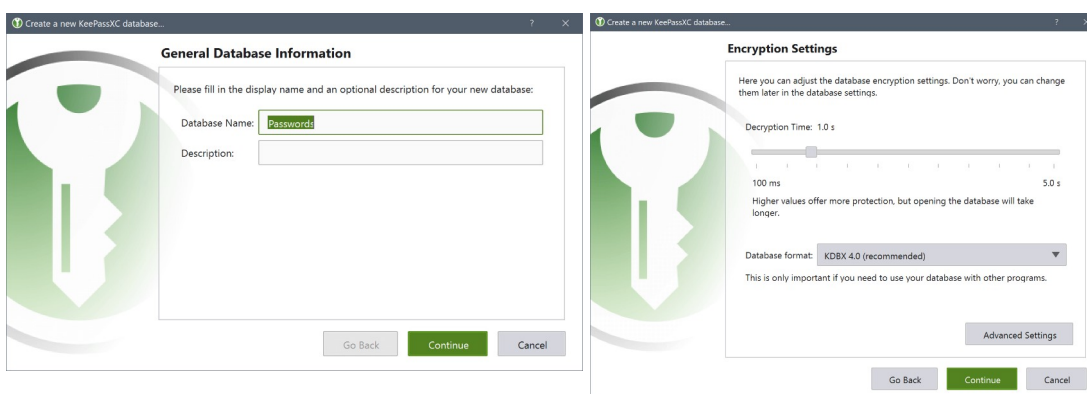 Create a new KeePassXC database...
?
General Database Information
Please fill in the display name and an optional description for your new database:
Database Name: Passwords
Description:
Go Back Continue Cancel
Create a new KeePassXC database...
?
Encryption Settings
Here you can adjust the database encryption settings. Don't worry, you can change
them later in the database settings.
Decryption Time: 1.0 s
100 ms 5.0 s
Higher values offer more protection, but opening the database will take
longer.
Database format: KDBX 4.0 (recommended)
This is only important if you need to use your database with other programs.
Advanced Settings
Go Back Continue Cancel